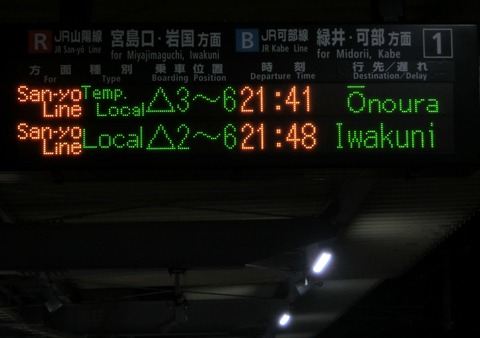 R JR山陽線 JR San-yō Line 宮島口・岩国方面 for Miyajimaguchi, Iwakuni B JR可部線 JR Kabe Line 緑井・可部方面 for Midorii, Kabe 1
方面 For 種別 Type 乗車位置 Boarding Position 時刻 Departure Time 行先/遅れ Destination/Delay
San-yo Line Temp. Local △3～6 21:41 Ōnoura
San-yo Line Local △2～6 21:48 Iwakuni